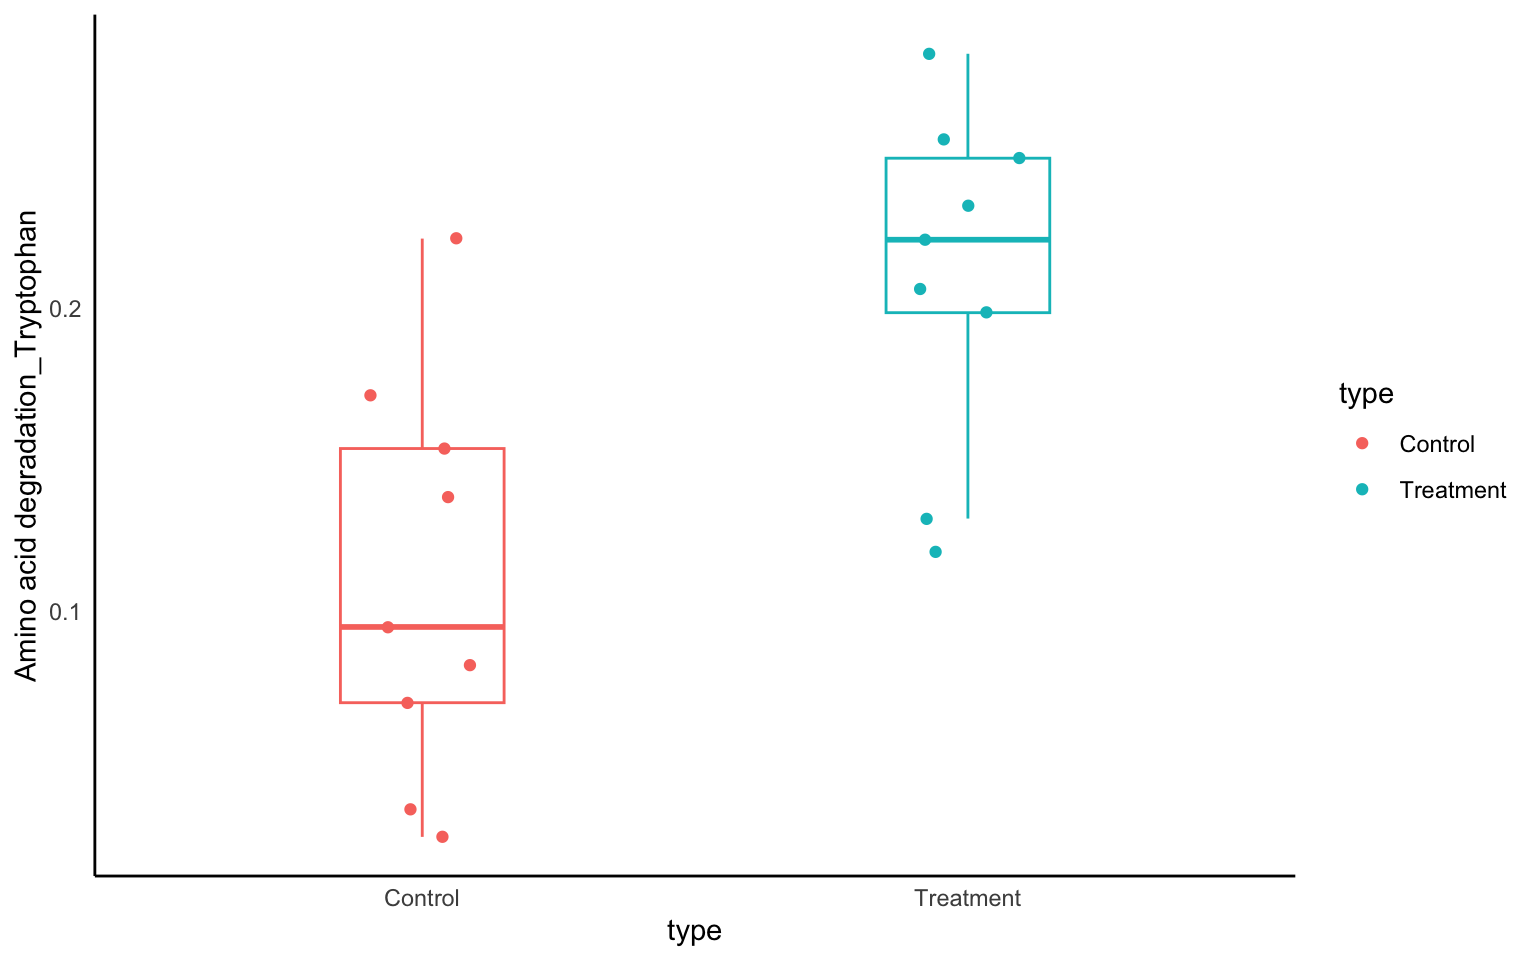 Amino acid degradation_Tryptophan
0.2
0.1
Control
Treatment
type
type
Control
Treatment